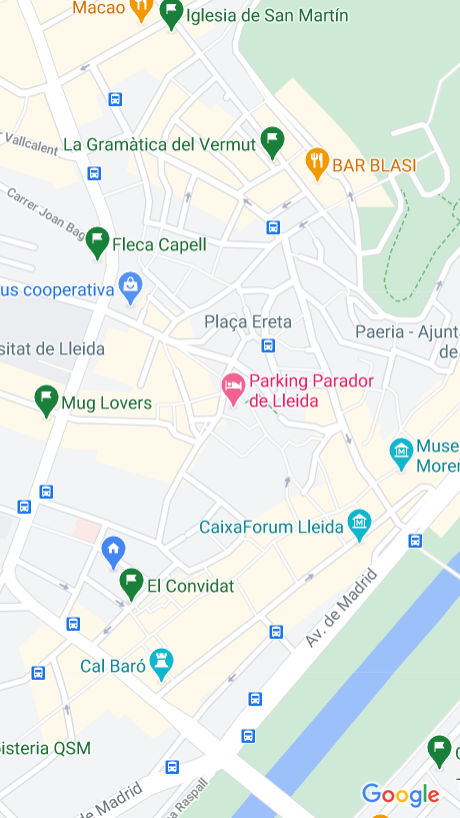 Macao
Iglesia de San Martín
La Gramàtica del Vermut
Vallcalent
BAR BLASI
Carrer Joan Bag
Fleca Capell
us cooperativa
Plaça Ereta
Paeria - Ajunt
de
sitat de Lleida
Parking Parador
de Lleida
Mug Lovers
Muse
Morer
CaixaForum Lleida
El Convidat
Av. de Madrid
Cal Baró
isteria QSM
de Madrid
a Raspall
Google